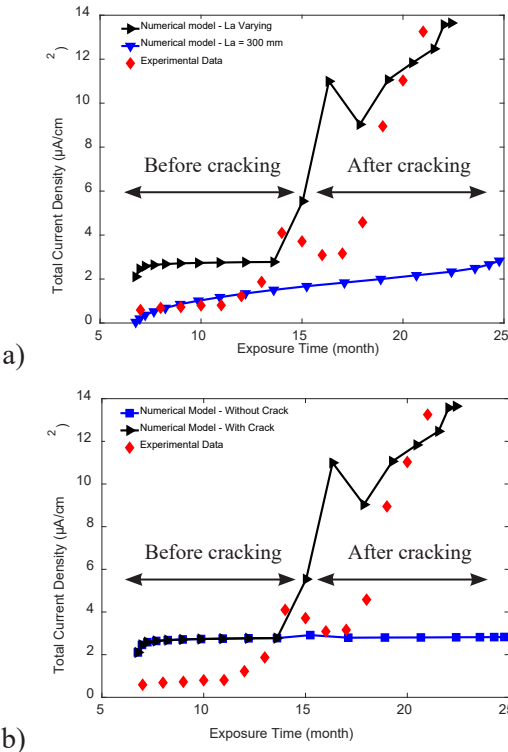 a)
14
12
10
8
6
4
2
0
Total Current Density (µA/cm
2
)
Numerical model - La Varying
Numerical model - La = 300 mm
Experimental Data
Before cracking
After cracking
5
10
15
20
25
Exposure Time (month)
b)
14
12
10
8
6
4
2
0
Total Current Density (µA/cm
2
)
Numerical Model - Without Crack
Numerical Model - With Crack
Experimental Data
Before cracking
After cracking
5
10
15
20
25
Exposure Time (month)